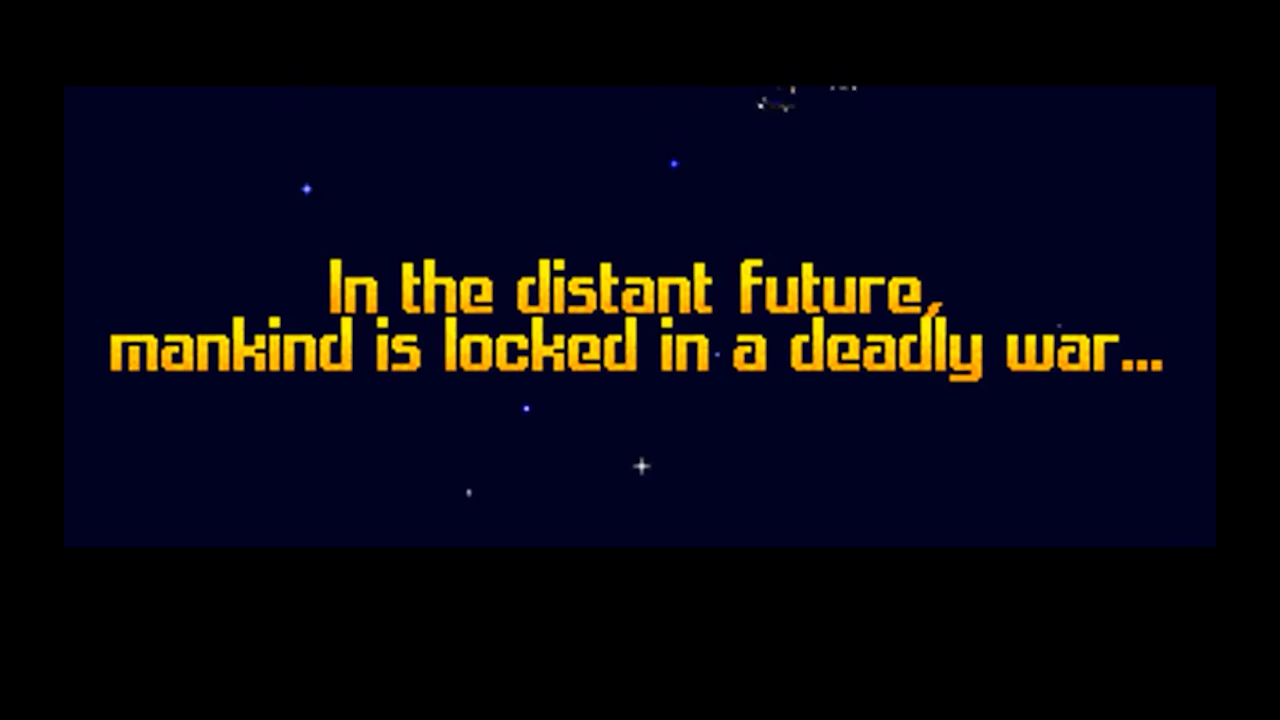 In the distant future,
mankind is locked in a deadly war...